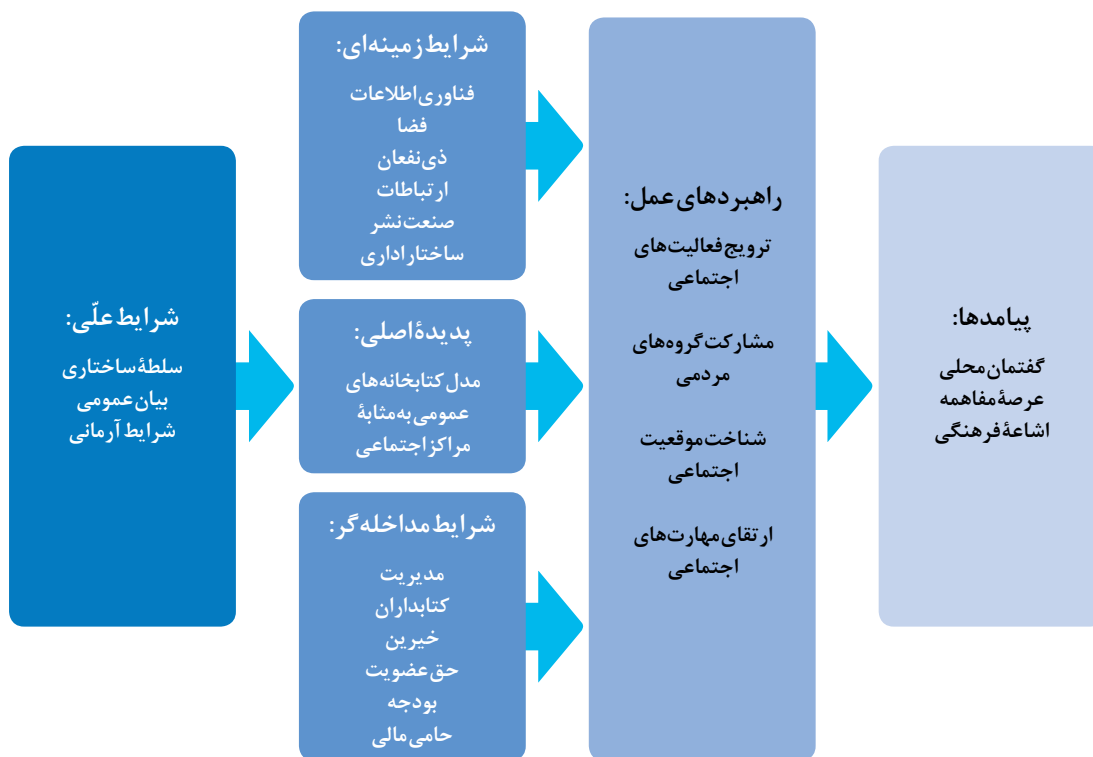 شرایط علّی:
سلطهٔ ساختاری
بیان عمومی
شرایط آرمانی
شرایط زمینه‌ای:
فناوری اطلاعات
فضا
ذی‌نفعان
ارتباطات
صنعت نشر
ساختار اداری
پدیدهٔ اصلی:
مدل کتابخانه‌های
عمومی به مثابهٔ
مراکز اجتماعی
شرایط مداخله‌گر:
مدیریت
کتابداران
خیرین
حق عضویت
بودجه
حامی مالی
راهبردهای عمل:
ترویج فعالیت‌های
اجتماعی
مشارکت گروه‌های
مردمی
شناخت موقعیت
اجتماعی
ارتقای مهارت‌های
اجتماعی
پیامدها:
گفتمان محلی
عرصهٔ مفاهمه
اشاعهٔ فرهنگی